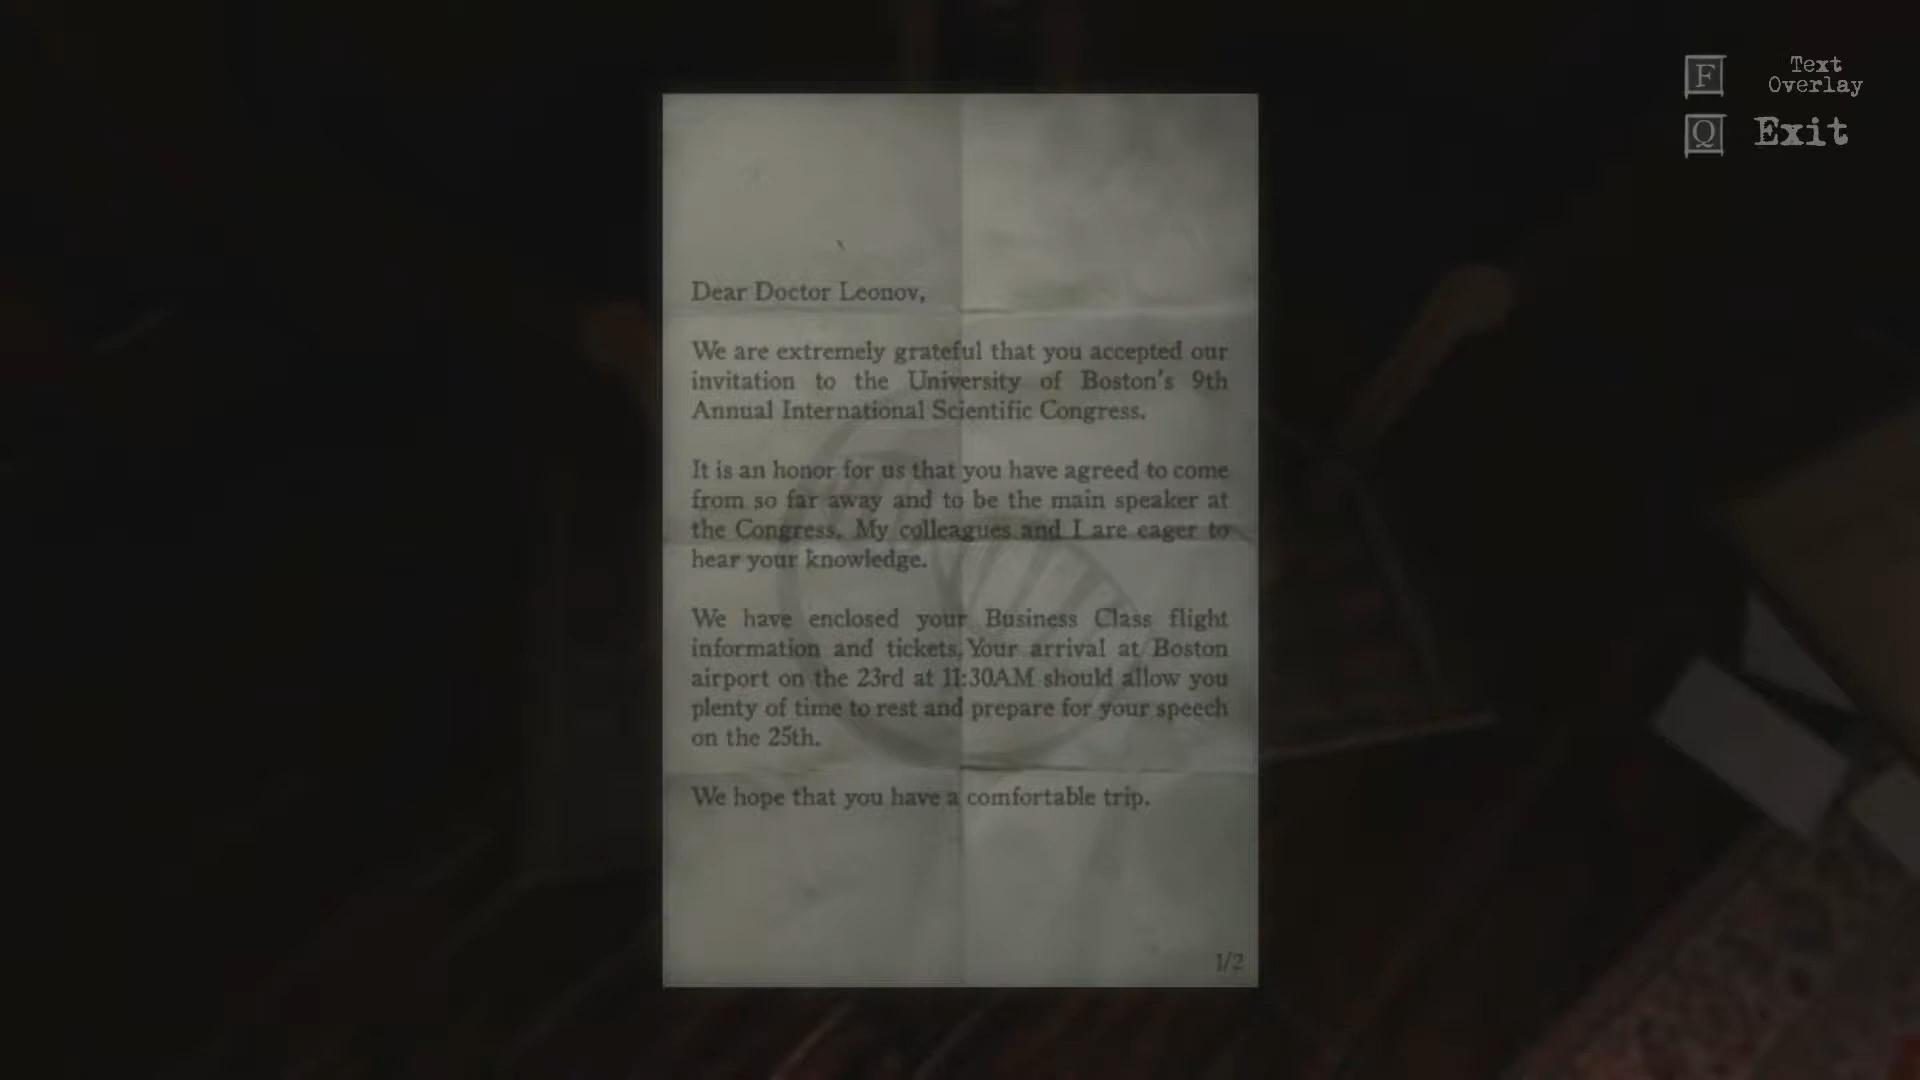 F Text
Overlay
Q Exit
Dear Doctor Leonov,
We are extremely grateful that you accepted our
invitation to the University of Boston's 9th
Annual International Scientific Congress.
It is an honor for us that you have agreed to come
from so far away and to be the main speaker at
the Congress. My colleagues and I are eager to
hear your knowledge.
We have enclosed your Business Class flight
information and tickets. Your arrival at Boston
airport on the 23rd at 11:30AM should allow you
plenty of time to rest and prepare for your speech
on the 25th.
We hope that you have a comfortable trip.
1/2